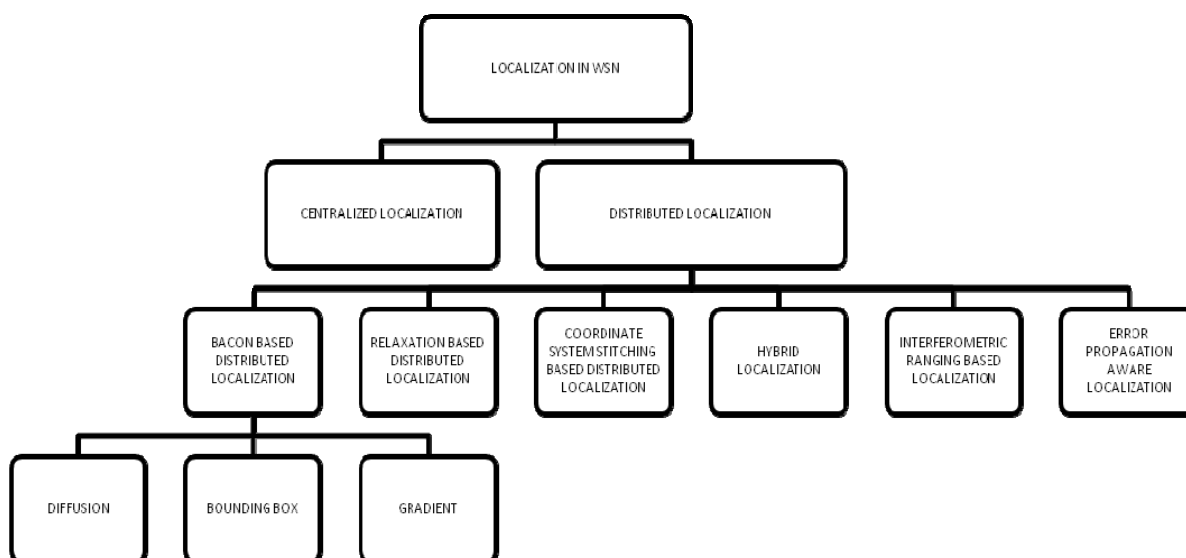 LOCALIZATION IN WSN
CENTRALIZED LOCALIZATION
DISTRIBUTED LOCALIZATION
BACON BASED
DISTRIBUTED
LOCALIZATION
RELAXATION BASED
DISTRIBUTED
LOCALIZATION
COORDINATE
SYSTEM STITCHING
BASED DISTRIBUTED
LOCALIZATION
HYBRID
LOCALIZATION
INTERFEROMETRIC
RANGING BASED
LOCALIZATION
ERROR
PROPAGATION
AWARE
LOCALIZATION
DIFFUSION
BOUNDING BOX
GRADIENT